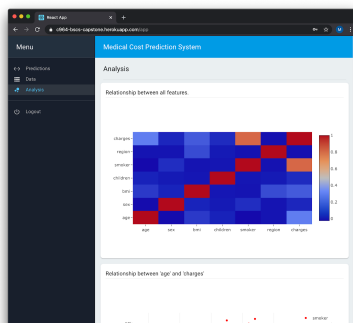 React App
c964-bscs-capstone.herokuapp.com/app
Menu
Medical Cost Prediction System
Predictions
Data
Analysis
Logout
Analysis
Relationship between all features
charges
region
smoker
children
bmi
sex
age
age sex bmi children smoker region charges
1
0.8
0.6
0.4
0.2
0
Relationship between 'age' and 'charges'
smoker